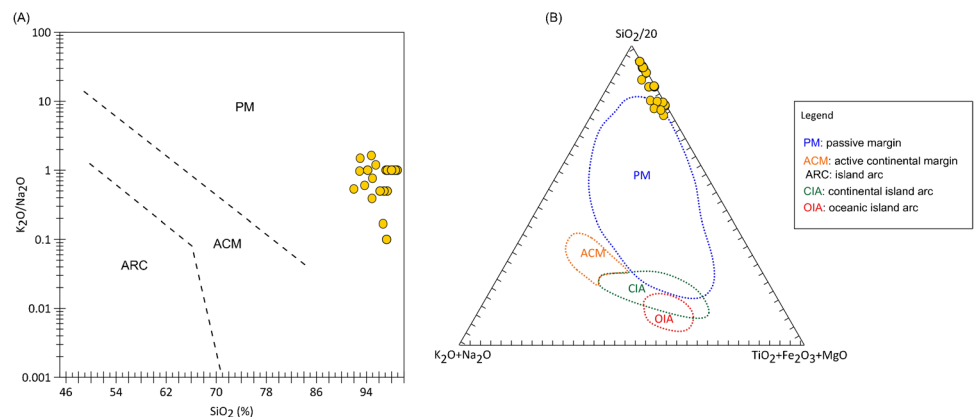 (A)
100
10
1
0.1
0.01
0.001
K2O/Na2O
PM
ACM
ARC
46 54 62 70 78 86 94
SiO2 (%)
(B)
SiO2/20
PM
ACM
CIA
OIA
K2O+Na2O
TiO2+Fe2O3+MgO
Legend
PM: passive margin
ACM: active continental margin
ARC: island arc
CIA: continental island arc
OIA: oceanic island arc